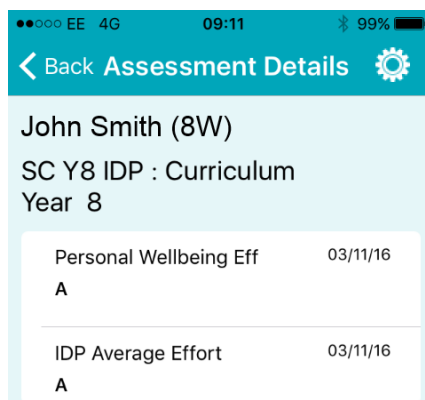 EE 4G 09:11 99%
Back Assessment Details
John Smith (8W)
SC Y8 IDP : Curriculum
Year 8
Personal Wellbeing Eff 03/11/16
A
IDP Average Effort 03/11/16
A